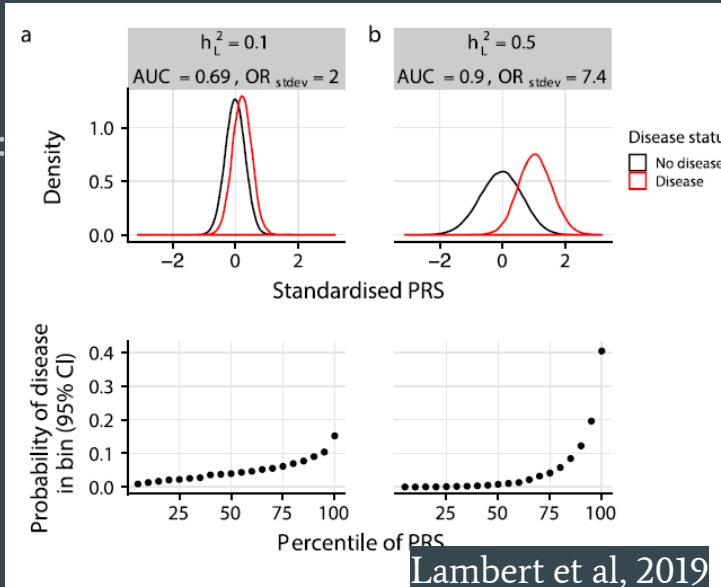 a
h²L = 0.1
AUC = 0.69, OR stdev = 2
b
h²L = 0.5
AUC = 0.9, OR stdev = 7.4
Density
1.0
0.5
0.0
−2 0 2
−2 0 2
Standardised PRS
Disease statu
No disease
Disease
Probability of disease
in bin (95% CI)
0.4
0.3
0.2
0.1
0.0
25 50 75 100
25 50 75 100
Percentile of PRS
Lambert et al, 2019